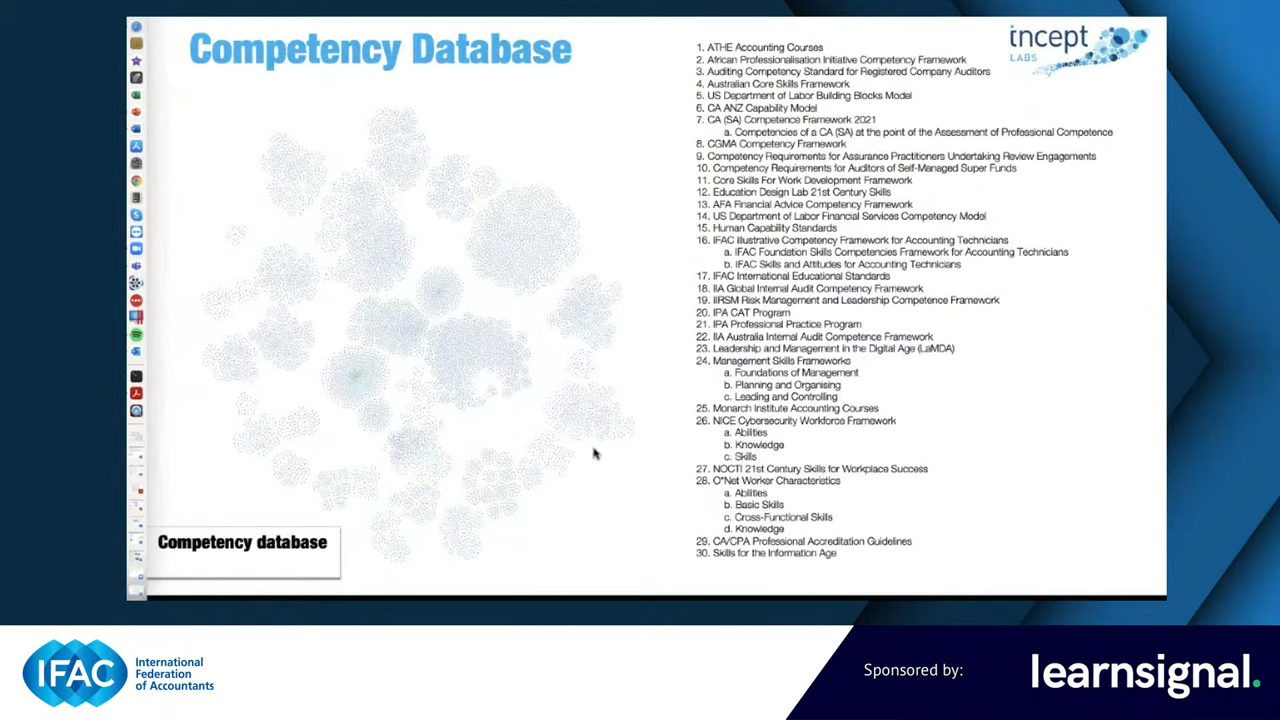 Competency Database
incept
LABS
1. ATHE Accounting Courses
2. African Professionalisation Initiative Competency Framework
3. Auditing Competency Standard for Registered Company Auditors
4. Australian Core Skills Framework
5. US Department of Labor Building Blocks Model
6. CA ANZ Capability Model
7. CA (SA) Competence Framework 2021
a. Competencies of a CA (SA) at the point of the Assessment of Professional Competence
8. CGMA Competency Framework
9. Competency Requirements for Assurance Practitioners Undertaking Review Engagements
10. Competency Requirements for Auditors of Self-Managed Super Funds
11. Core Skills For Work Development Framework
12. Education Design Lab 21st Century Skills
13. AFA Financial Advice Competency Framework
14. US Department of Labor Financial Services Competency Model
15. Human Capability Standards
16. IFAC Illustrative Competency Framework for Accounting Technicians
a. IFAC Foundation Skills Competencies Framework for Accounting Technicians
b. IFAC Skills and Attitudes for Accounting Technicians
17. IFAC International Educational Standards
18. IIA Global Internal Audit Competency Framework
19. IIRSM Risk Management and Leadership Competence Framework
20. IPA CAT Program
21. IPA Professional Practice Program
22. IIA Australia Internal Audit Competence Framework
23. Leadership and Management in the Digital Age (LaMDA)
24. Management Skills Frameworks
a. Foundations of Management
b. Planning and Organising
c. Leading and Controlling
25. Monarch Institute Accounting Courses
26. NICE Cybersecurity Workforce Framework
a. Abilities
b. Knowledge
c. Skills
27. NOCTI 21st Century Skills for Workplace Success
28. O*Net Worker Characteristics
a. Abilities
b. Basic Skills
c. Cross-Functional Skills
d. Knowledge
29. CA/CPA Professional Accreditation Guidelines
30. Skills for the Information Age
Competency database
IFAC
International
Federation
of Accountants
Sponsored by:
learnsignal.